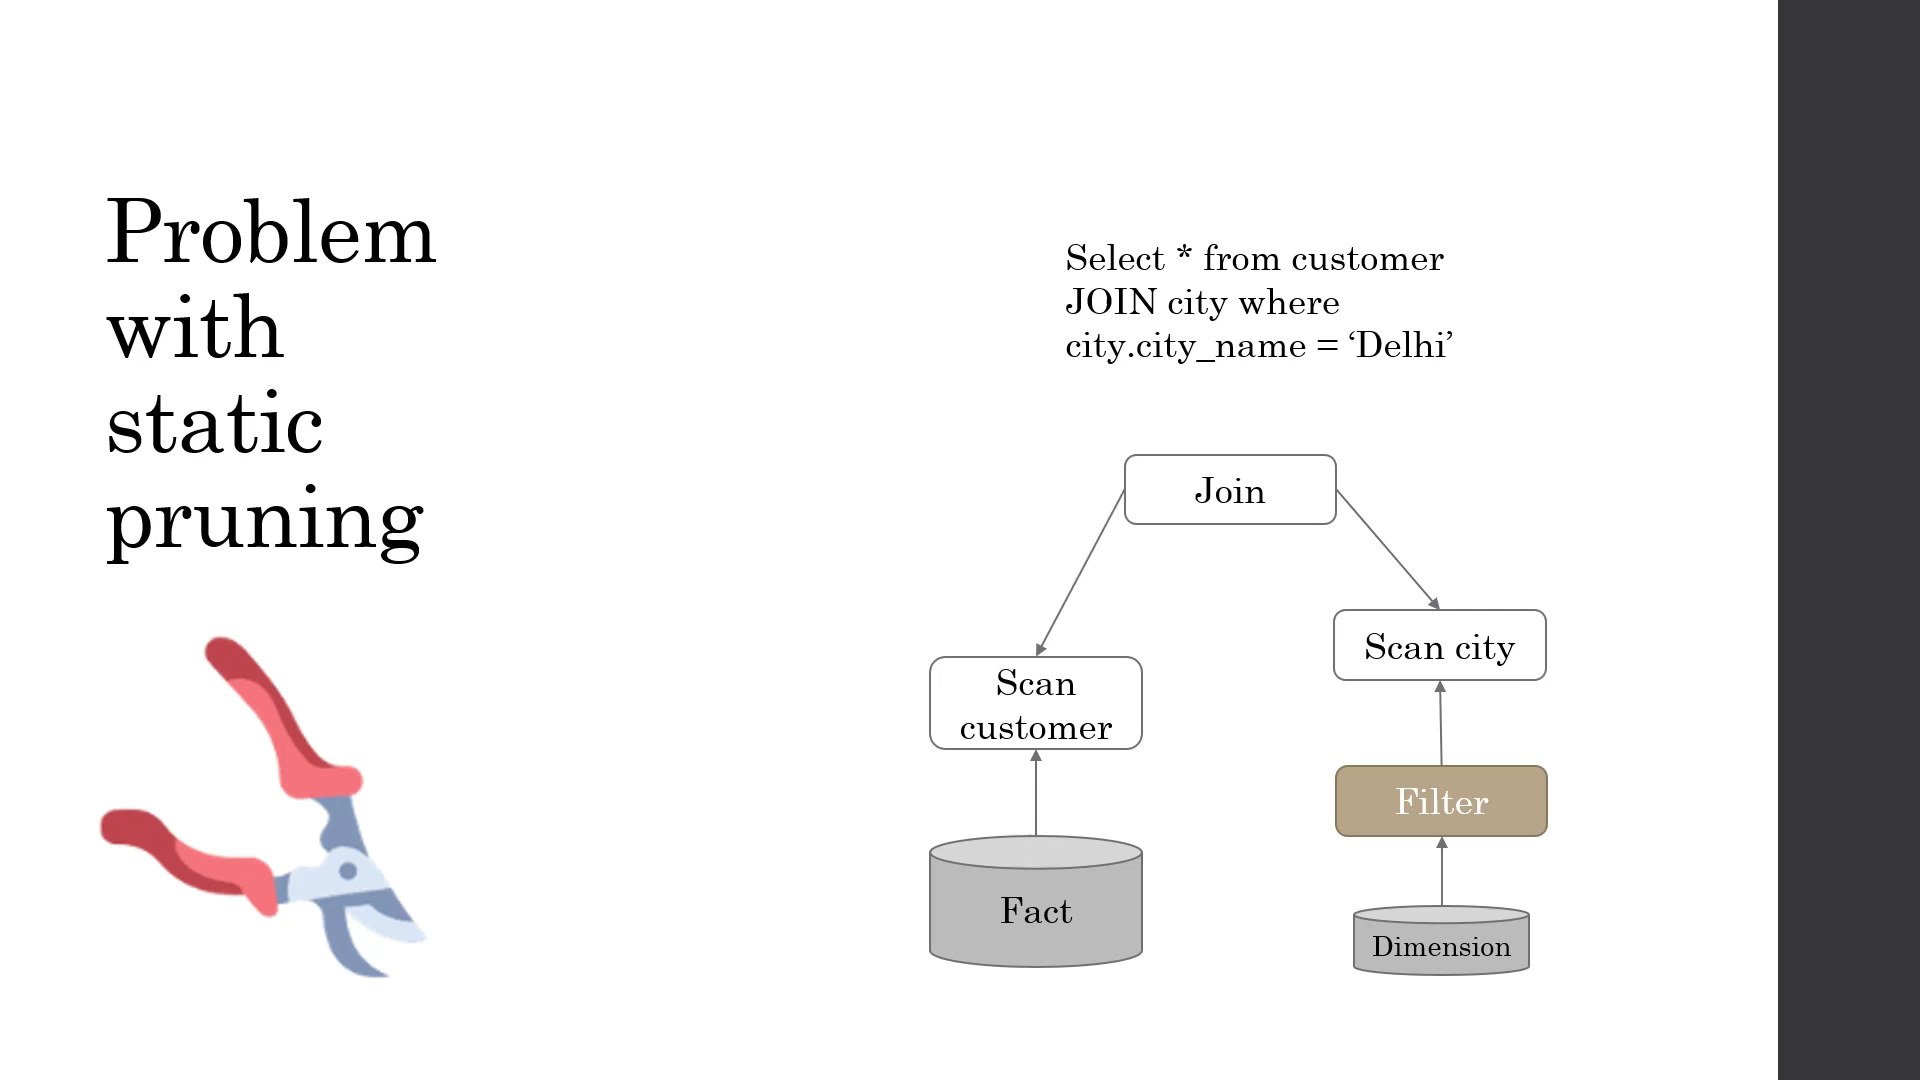 Problem
with
static
pruning
Select * from customer
JOIN city where
city.city_name = ‘Delhi’
Join
Scan city
Scan
customer
Filter
Fact
Dimension